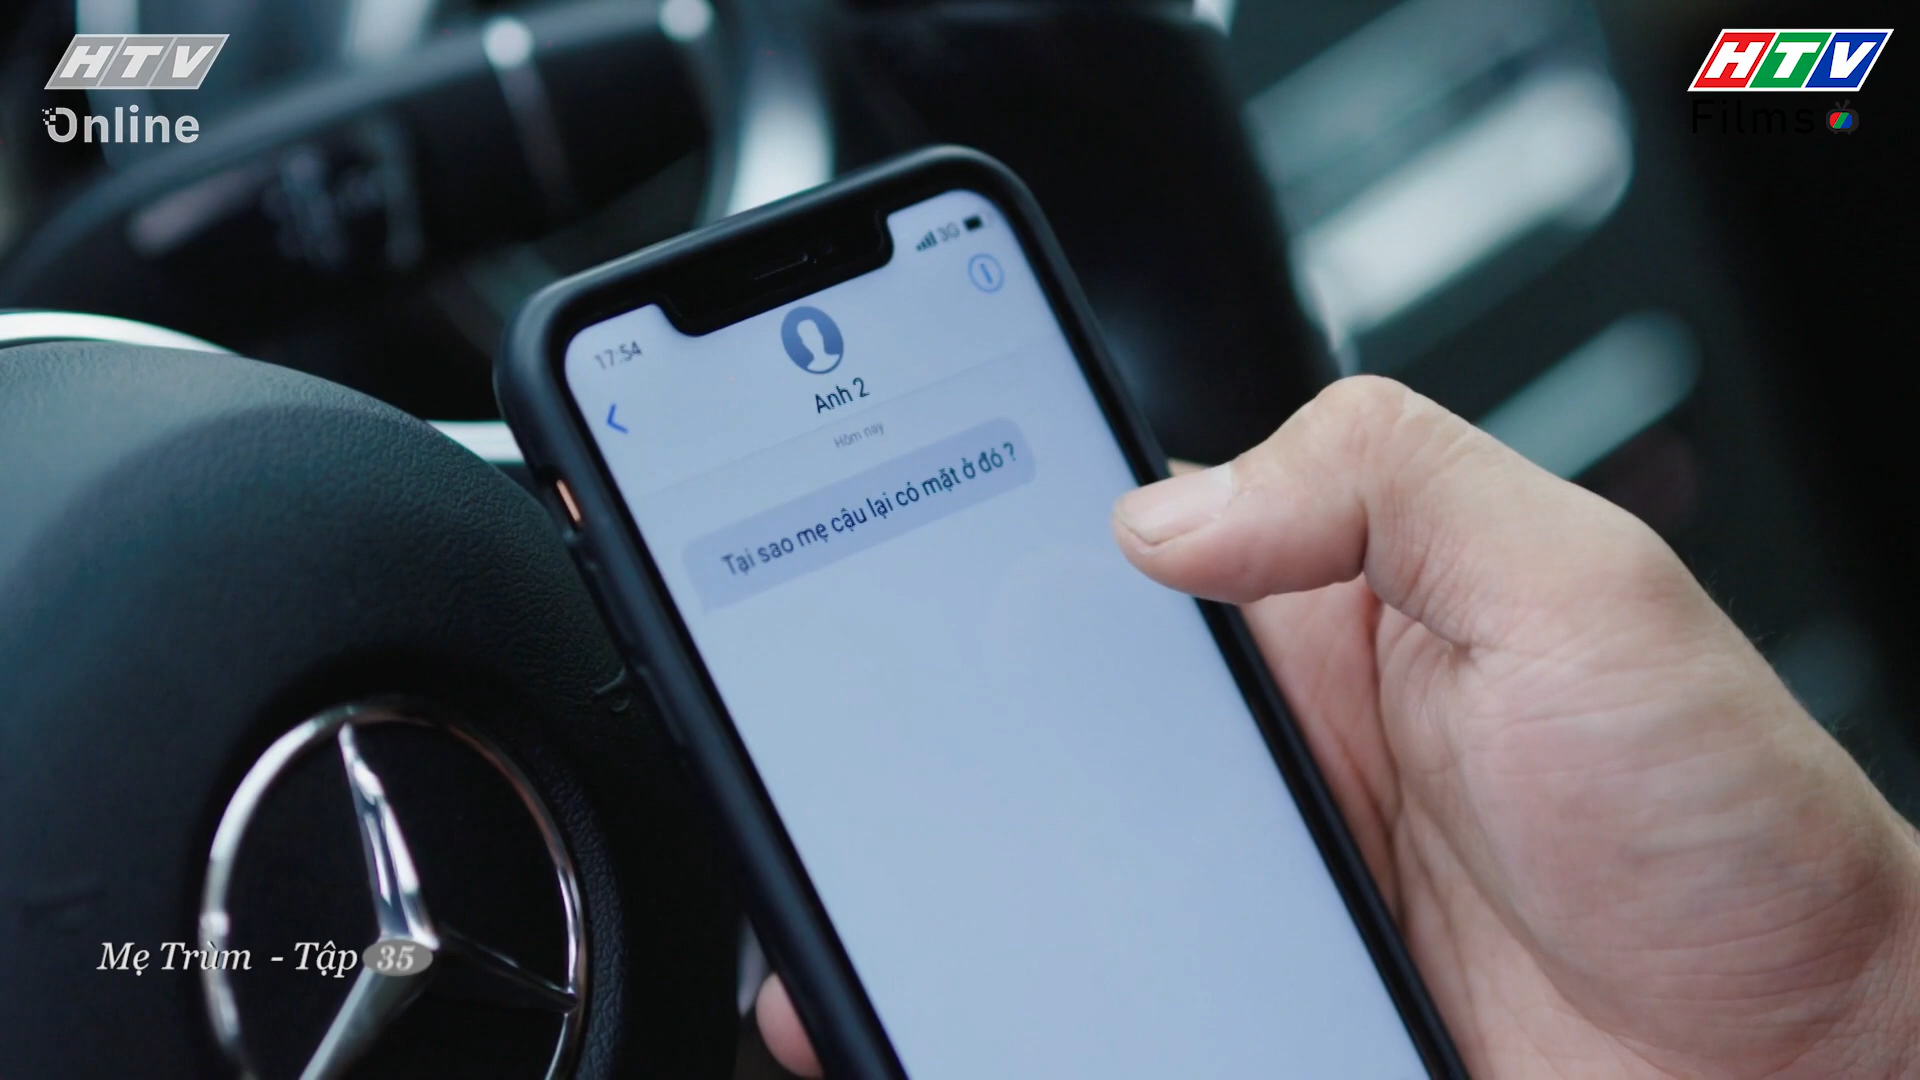 HTV
Online
HTV
Films
17:54
3G
Anh 2
Hôm nay
Tại sao mẹ cậu lại có mặt ở đó ?
Mẹ Trùm - Tập 35